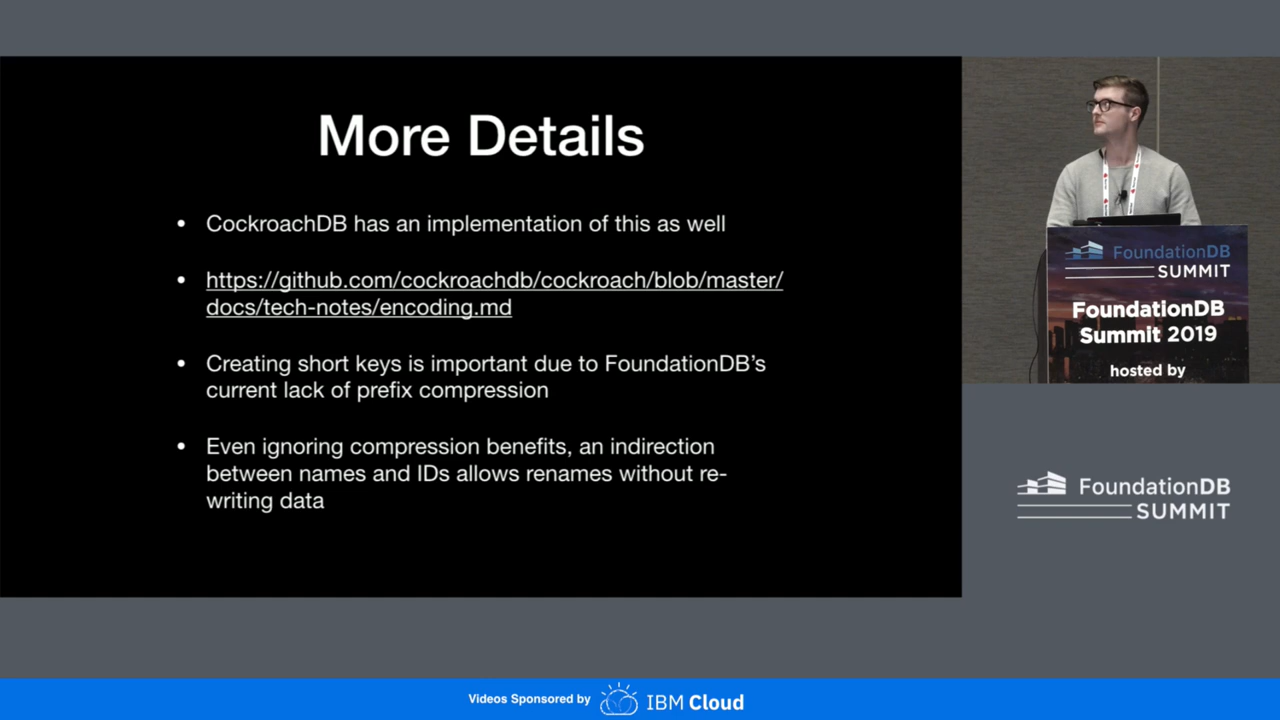 More Details
• CockroachDB has an implementation of this as well
• https://github.com/cockroachdb/cockroach/blob/master/
docs/tech-notes/encoding.md
• Creating short keys is important due to FoundationDB's
current lack of prefix compression
• Even ignoring compression benefits, an indirection
between names and IDs allows renames without re-
writing data
FoundationDB
SUMMIT
FoundationDB
Summit 2019
hosted by
FoundationDB
SUMMIT
Videos Sponsored by IBM Cloud